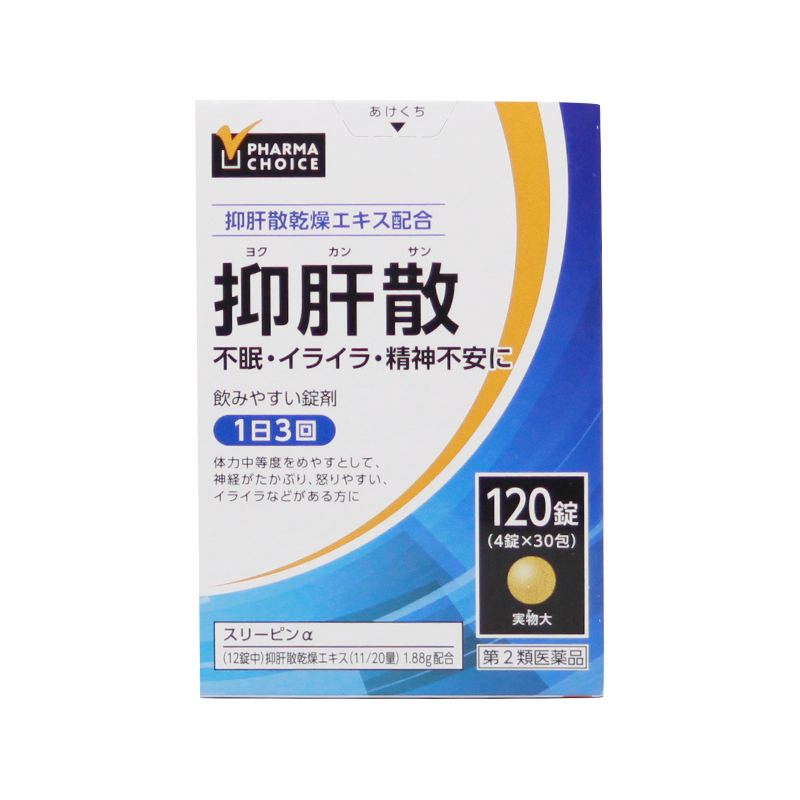 あけくち
PHARMA
CHOICE
抑肝散乾燥エキス配合
ヨク カン サン
抑肝散
不眠・イライラ・精神不安に
飲みやすい錠剤
1日3回
体力中等度をめやすとして、
神経がたかぶり、怒りやすい、
イライラなどがある方に
120錠
(4錠×30包)
実物大
スリーピンα
(12錠中)抑肝散乾燥エキス(11/20量) 1.88g配合
第2類医薬品